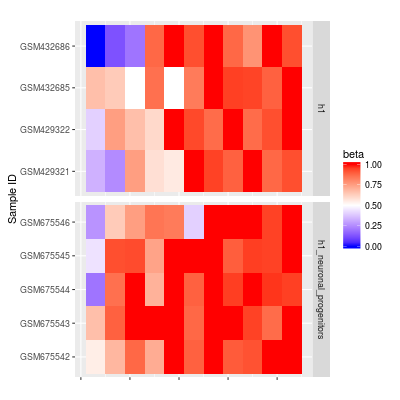 Sample ID
GSM432686
GSM432685
GSM429322
GSM429321
h1
GSM675546
GSM675545
GSM675544
GSM675543
GSM675542
h1_neuronal_progenitors
beta
1.00
0.75
0.50
0.25
0.00